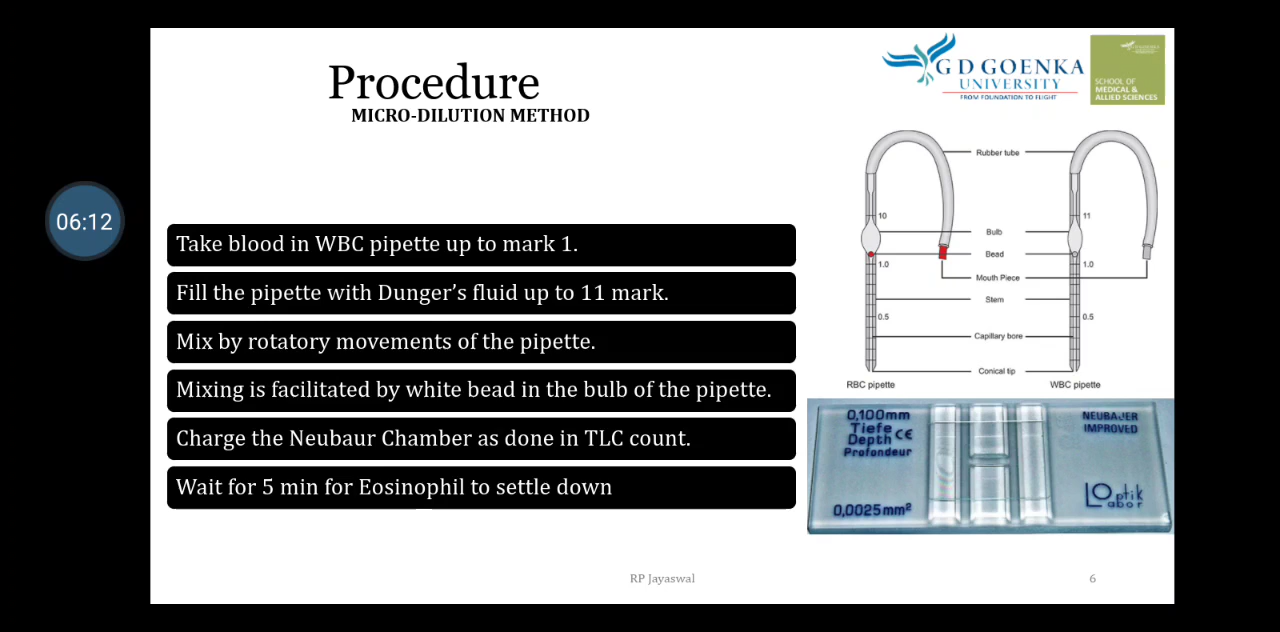 Procedure
MICRO-DILUTION METHOD
G D GOENKA
UNIVERSITY
FROM FOUNDATION TO FLIGHT
SCHOOL OF
MEDICAL &
ALLIED SCIENCES
06:12
Take blood in WBC pipette up to mark 1.
Fill the pipette with Dunger’s fluid up to 11 mark.
Mix by rotatory movements of the pipette.
Mixing is facilitated by white bead in the bulb of the pipette.
Charge the Neubaur Chamber as done in TLC count.
Wait for 5 min for Eosinophil to settle down
Rubber tube
10
11
Bulb
Bead
1.0
1.0
Mouth Piece
Stem
0.5
0.5
Capillary bore
Conical tip
RBC pipette
WBC pipette
0,100mm
Tiefe
Depth CE
Profondeur
0,0025mm²
NEUBAUER
IMPROVED
LO ptik
abor
RP Jayaswal
6